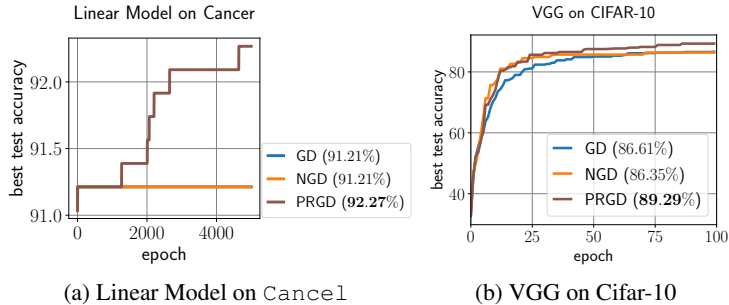 Linear Model on Cancer
best test accuracy
92.0
91.5
91.0
0
2000
4000
epoch
GD (91.21%)
NGD (91.21%)
PRGD (92.27%)
(a) Linear Model on Cancel
VGG on CIFAR-10
best test accuracy
80
60
40
0
25
50
75
100
epoch
GD (86.61%)
NGD (86.35%)
PRGD (89.29%)
(b) VGG on Cifar-10